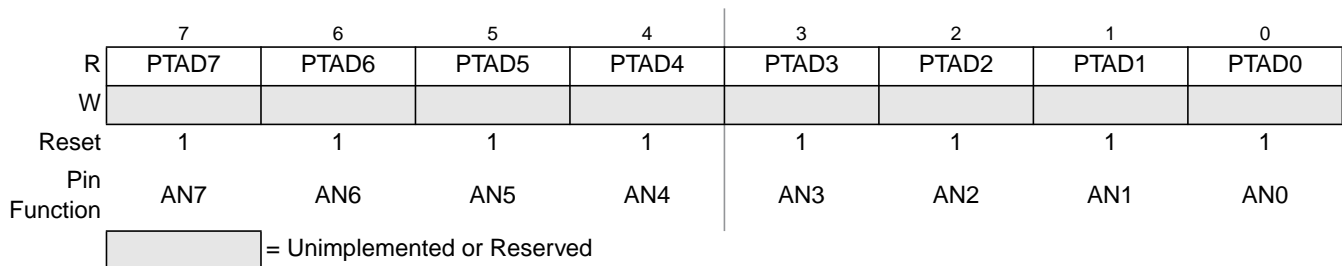 7 6 5 4 3 2 1 0
R PTAD7 PTAD6 PTAD5 PTAD4 PTAD3 PTAD2 PTAD1 PTAD0
W
Reset 1 1 1 1 1 1 1 1
Pin
Function AN7 AN6 AN5 AN4 AN3 AN2 AN1 AN0
= Unimplemented or Reserved